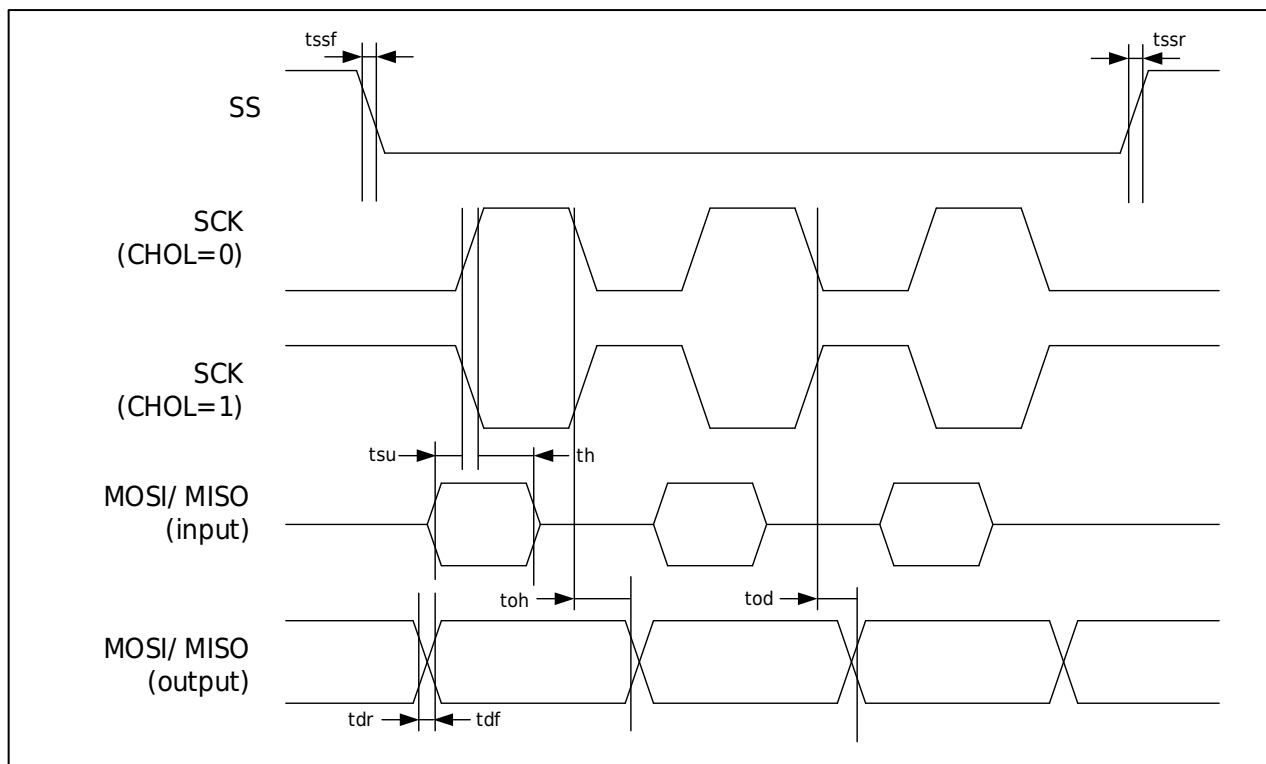 tssf
tssr
SS
SCK
(CHOL=0)
SCK
(CHOL=1)
tsu
th
MOSI/ MISO
(input)
toh
tod
MOSI/ MISO
(output)
tdr
tdf